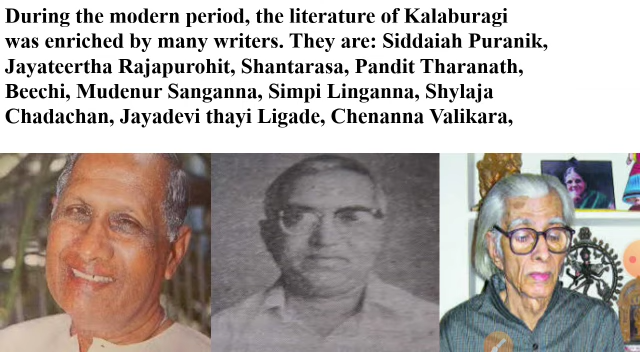 During the modern period, the literature of Kalaburagi
was enriched by many writers. They are: Siddaiah Puranik,
Jayateertha Rajapurohit, Shantarasa, Pandit Tharanath,
Beechi, Mudenur Sanganna, Simpi Linganna, Shylaja
Chadachan, Jayadevi thayi Ligade, Chenanna Valikara,